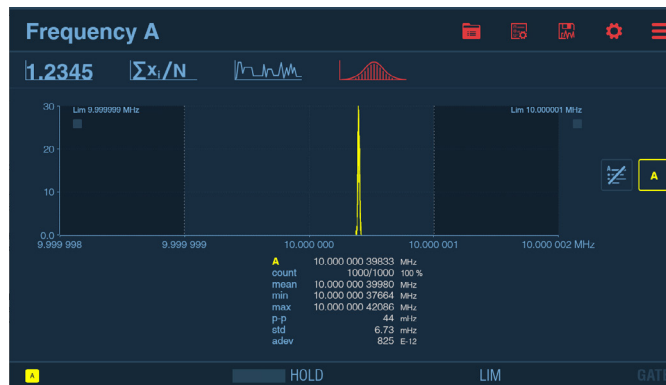 Frequency A
1.2345 Σxᵢ/N
30
Lim 9.999999 MHz Lim 10.000001 MHz
20
10
A
0.0
9.999 998 9.999 999 10.000 000 10.000 001 10.000 002 MHz
A 10.000 000 39833 MHz
count 1000/1000 100 %
mean 10.000 000 39980 MHz
min 10.000 000 37664 MHz
max 10.000 000 42086 MHz
p-p 44 mHz
std 6.73 mHz
adev 825 E-12
A HOLD LIM GAT